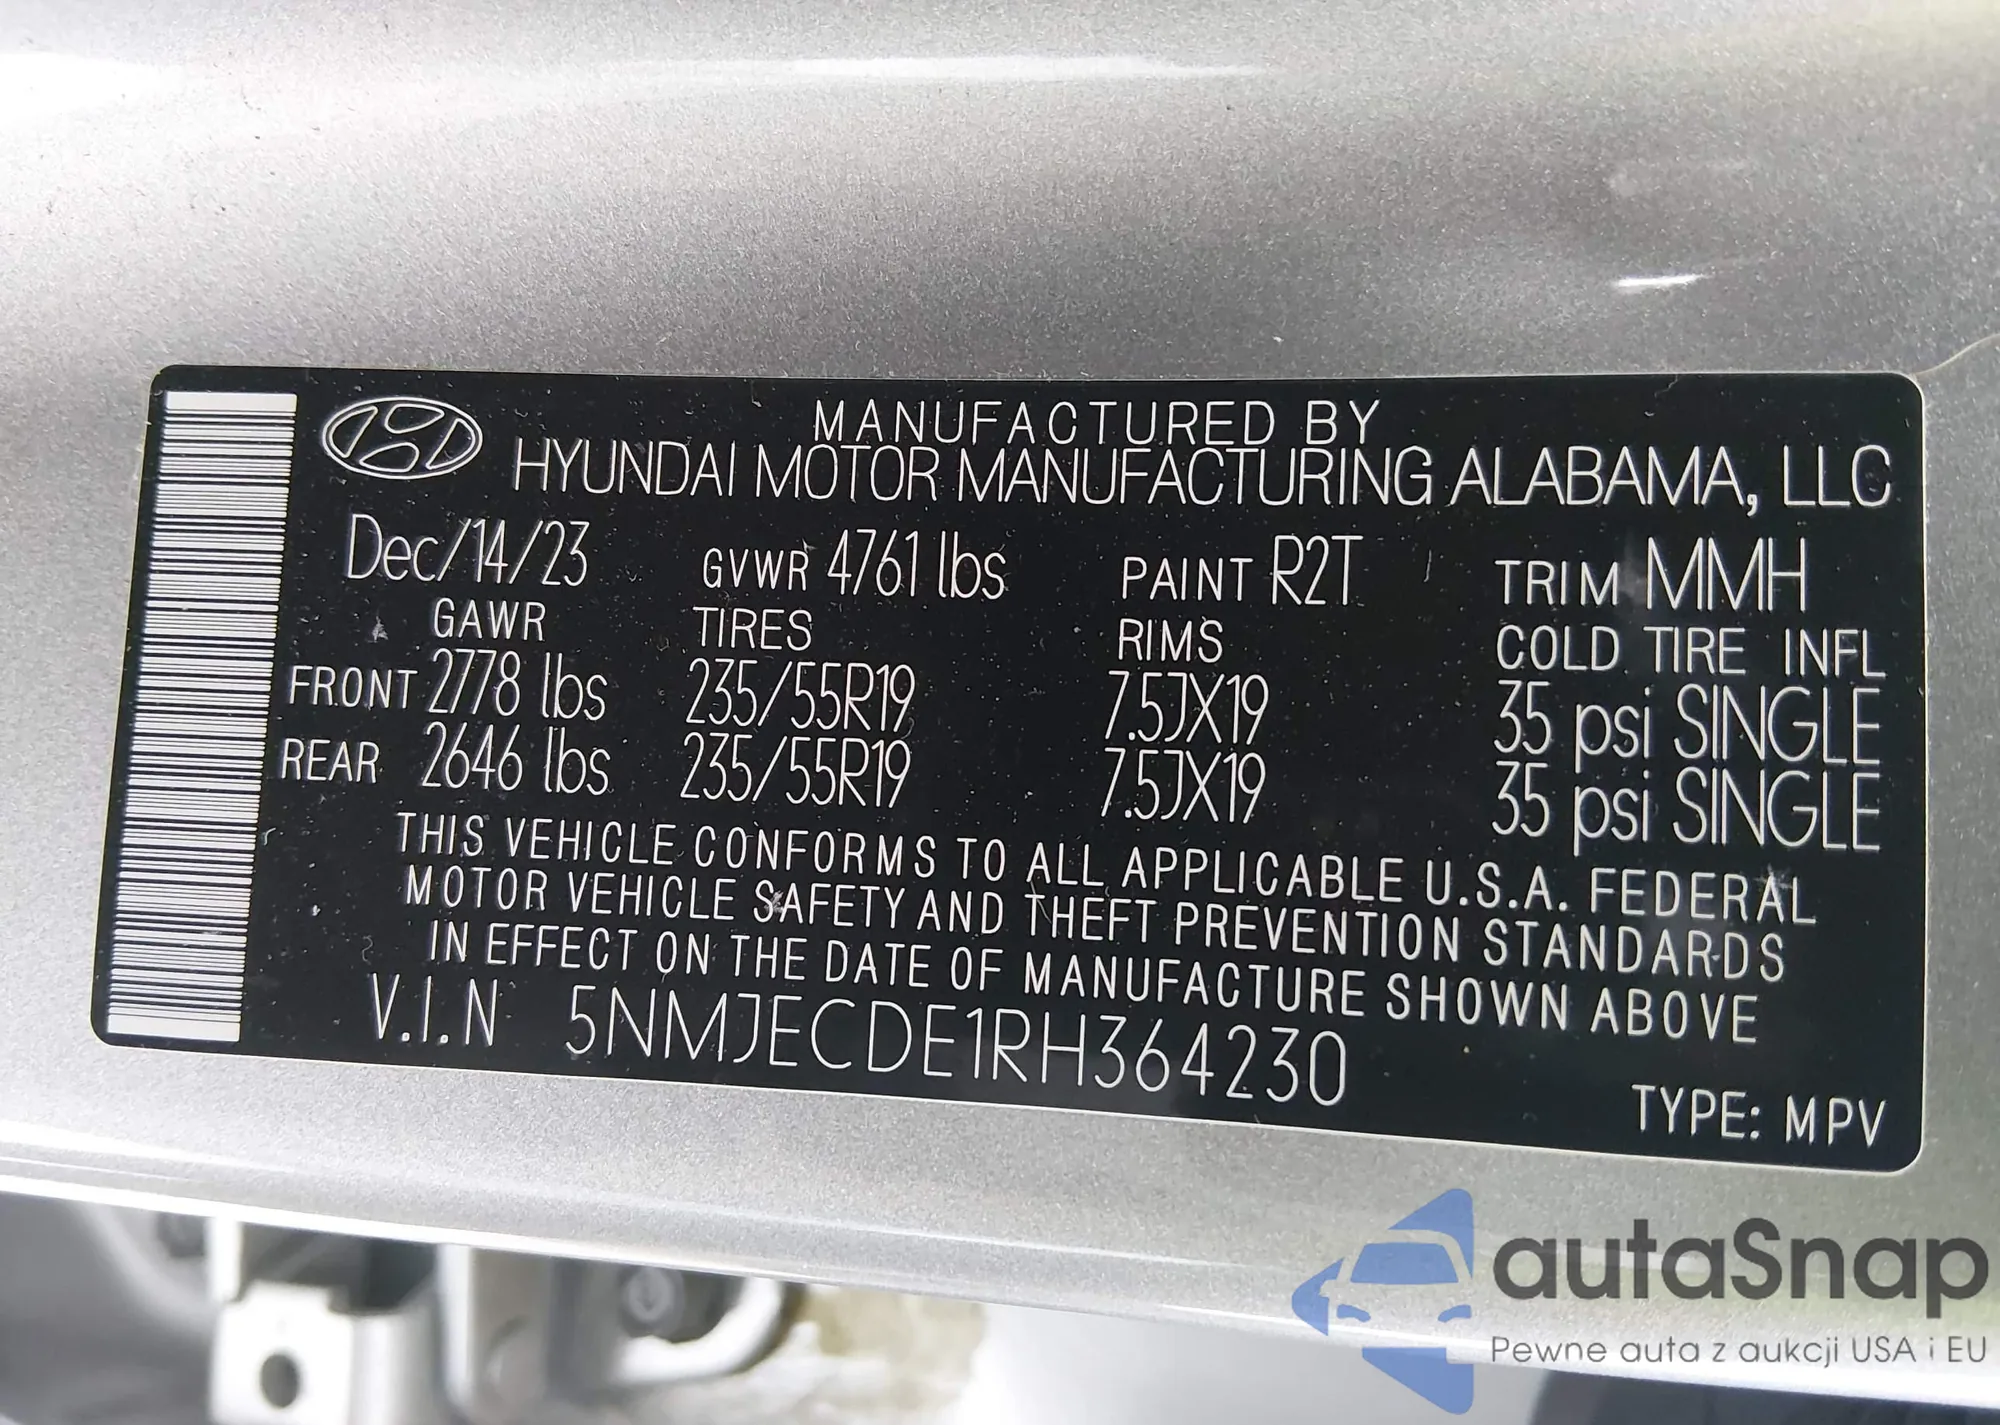 MANUFACTURED BY
HYUNDAI MOTOR MANUFACTURING ALABAMA, LLC
Dec/14/23 GVWR 4761 lbs PAINT R2T TRIM MMH
GAWR TIRES RIMS COLD TIRE INFL
FRONT 2778 lbs 235/55R19 7.5JX19 35 psi SINGLE
REAR 2646 lbs 235/55R19 7.5JX19 35 psi SINGLE
THIS VEHICLE CONFORMS TO ALL APPLICABLE U.S.A. FEDERAL
MOTOR VEHICLE SAFETY AND THEFT PREVENTION STANDARDS
IN EFFECT ON THE DATE OF MANUFACTURE SHOWN ABOVE
V.I.N 5NMJECDE1RH364230
TYPE: MPV
autaSnap
Pewne auta z aukcji USA i EU